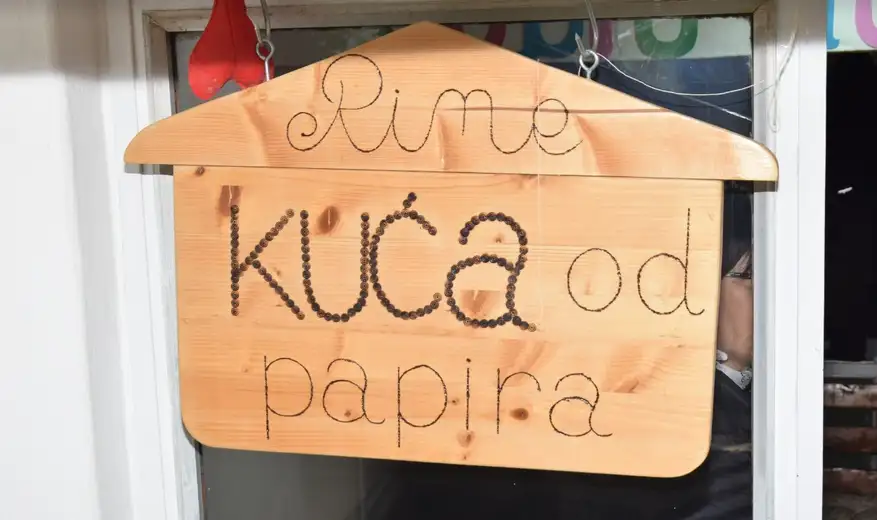 Rine
kuća od
papira